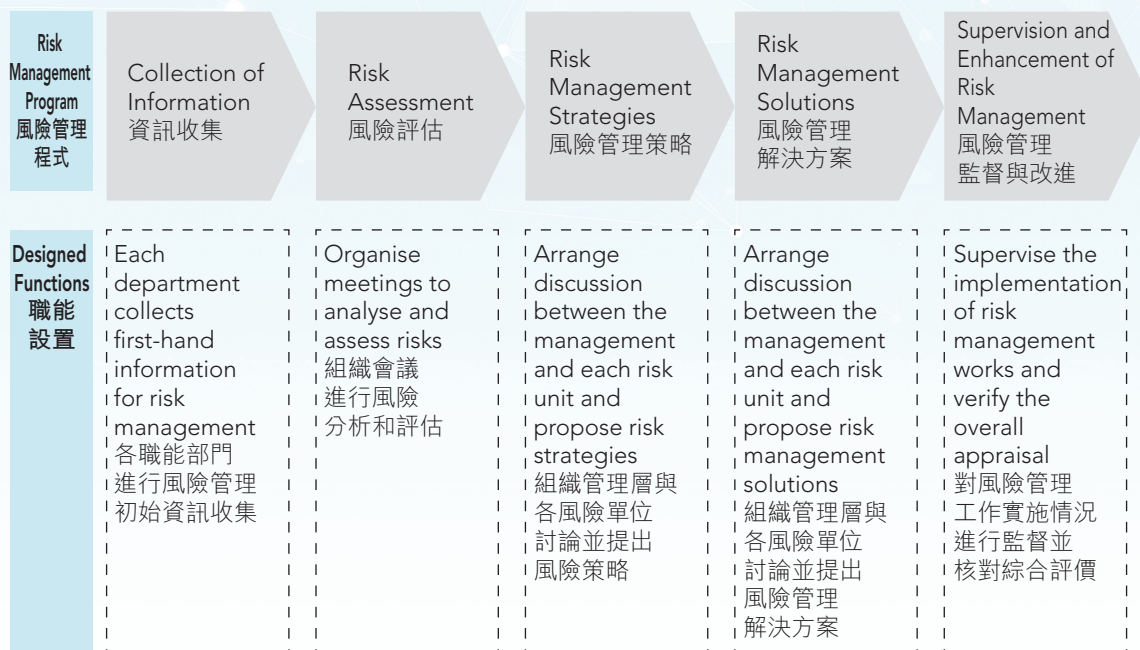 Risk
Management
Program
風險管理
程式
Collection of
Information
資訊收集
Risk
Assessment
風險評估
Risk
Management
Strategies
風險管理策略
Risk
Management
Solutions
風險管理
解決方案
Supervision and
Enhancement of
Risk
Management
風險管理
監督與改進
Designed
Functions
職能
設置
Each
department
collects
first-hand
information
for risk
management
各職能部門
進行風險管理
初始資訊收集
Organise
meetings to
analyse and
assess risks
組織會議
進行風險
分析和評估
Arrange
discussion
between the
management
and each risk
unit and
propose risk
strategies
組織管理層與
各風險單位
討論並提出
風險策略
Arrange
discussion
between the
management
and each risk
unit and
propose risk
management
solutions
組織管理層與
各風險單位
討論並提出
風險管理
解決方案
Supervise the
implementation
of risk
management
works and
verify the
overall
appraisal
對風險管理
工作實施情況
進行監督並
核對綜合評價